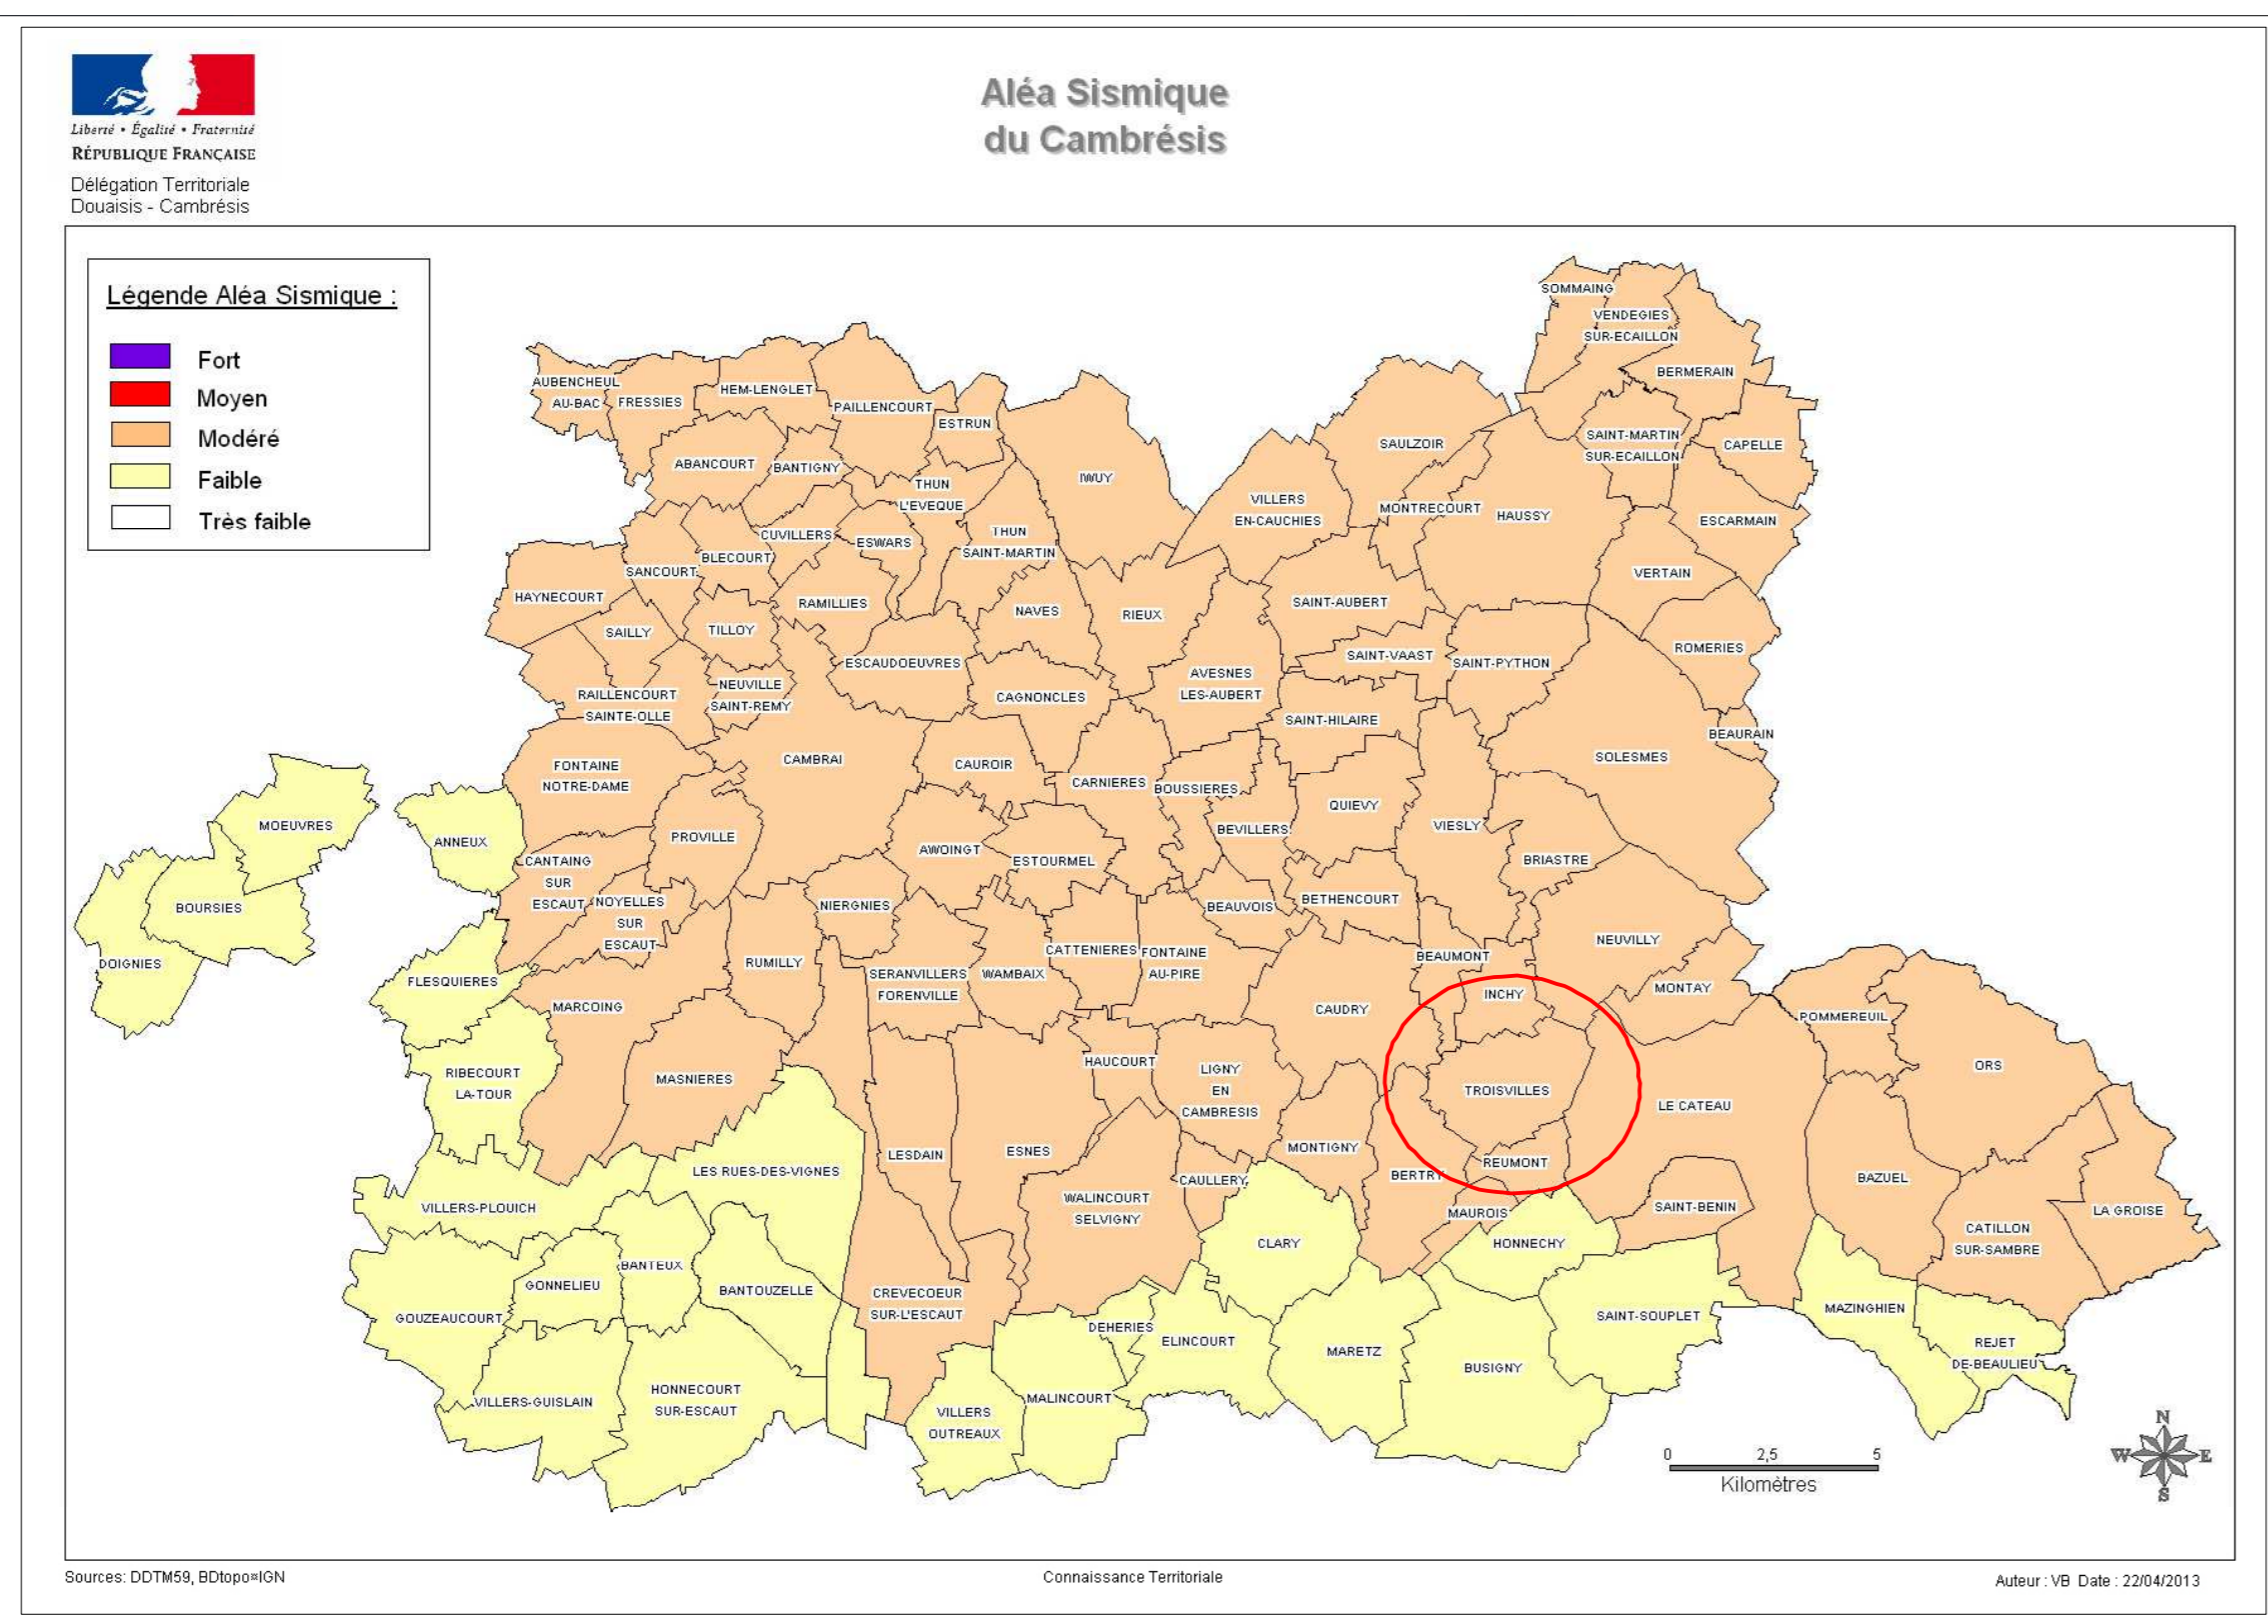 Liberté • Égalité • Fraternité
RÉPUBLIQUE FRANÇAISE
Délégation Territoriale
Douaisis - Cambrésis
Aléa Sismique
du Cambrésis
Légende Aléa Sismique :
Fort
Moyen
Modéré
Faible
Très faible
SOMMAING
VENDEGIES
SUR-ECAILLON
BERMERAIN
AUBENCHEUL
AU-BAC
FRESSIES
HEM-LENGLET
PAILLENCOURT
ESTRUN
SAULZOIR
SAINT-MARTIN
SUR-ECAILLON
CAPELLE
ABANCOURT
BANTIGNY
THUN
L'EVEQUE
IWUY
VILLERS
EN-CAUCHIES
MONTRECOURT
HAUSSY
ESCARMAIN
CUVILLERS
ESWARS
THUN
SAINT-MARTIN
BLECOURT
SANCOURT
VERTAIN
HAYNECOURT
RAMILLIES
NAVES
RIEUX
SAINT-AUBERT
SAILLY
TILLOY
ROMERIES
ESCAUDOEUVRES
SAINT-VAAST
SAINT-PYTHON
AVESNES
LES-AUBERT
RAILLENCOURT
SAINTE-OLLE
NEUVILLE
SAINT-REMY
CAGNONCLES
SAINT-HILAIRE
BEAURAIN
FONTAINE
NOTRE-DAME
CAMBRAI
CAUROIR
CARNIERES
BOUSSIERES
SOLESMES
QUIEVY
MOEUVRES
ANNEUX
PROVILLE
AWOINGT
ESTOURMEL
BEVILLERS
VIESLY
BRIASTRE
CANTAING
SUR
ESCAUT
NOYELLES
SUR
ESCAUT
BOURSIES
NIERGNIES
BEAUVOIS
BETHENCOURT
DOIGNIES
FLESQUIERES
RUMILLY
SERANVILLERS
FORENVILLE
WAMBAIX
CATTENIERES
FONTAINE
AU-PIRE
BEAUMONT
NEUVILLY
INCHY
MONTAY
MARCOING
CAUDRY
POMMEREUIL
RIBECOURT
LA-TOUR
MASNIERES
HAUCOURT
LIGNY
EN
CAMBRESIS
TROISVILLES
LE CATEAU
ORS
LES RUES-DES-VIGNES
LESDAIN
ESNES
MONTIGNY
REUMONT
BERTRY
CAULLERY
BAZUEL
VILLERS-PLOUICH
WALINCOURT
SELVIGNY
MAUROIS
SAINT-BENIN
LA GROISE
CATILLON
SUR-SAMBRE
CLARY
HONNECHY
BANTEUX
GONNELIEU
BANTOUZELLE
CREVECOEUR
SUR-L'ESCAUT
GOUZEAUCOURT
DEHERIES
ELINCOURT
SAINT-SOUPLET
MAZINGHIEN
REJET
DE-BEAULIEU
MARETZ
BUSIGNY
VILLERS-GUISLAIN
HONNECOURT
SUR-ESCAUT
VILLERS
OUTREAUX
MALINCOURT
0 2,5 5
Kilomètres
N
W E
S
Sources: DDTM59, BDtopo¤IGN
Connaissance Territoriale
Auteur : VB Date : 22/04/2013